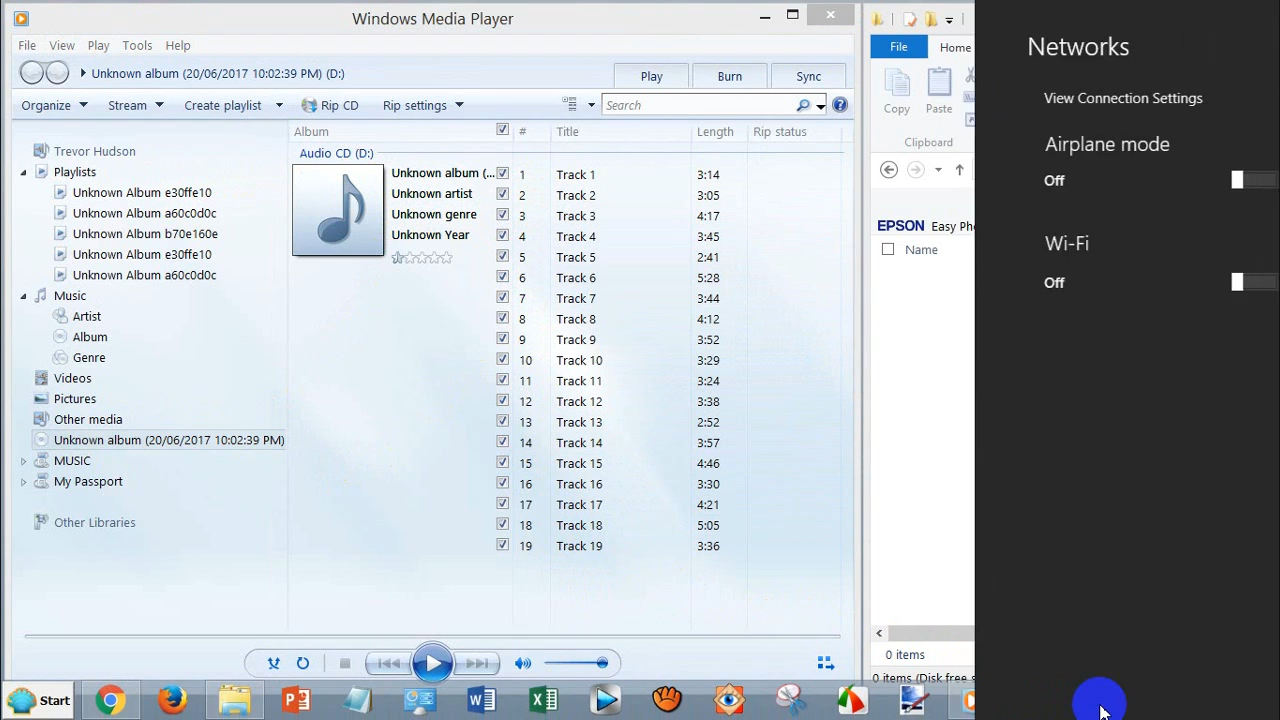 Windows Media Player
File View Play Tools Help
Unknown album (20/06/2017 10:02:39 PM) (D:)
Play Burn Sync
Organize Stream Create playlist Rip CD Rip settings Search
Album # Title Length Rip status
Trevor Hudson
Playlists
Unknown Album e30ffe10
Unknown Album a60c0d0c
Unknown Album b70BSGO
Unknown Album e30ffe10
Unknown Album a60c0d0c
Music
Artist
Album
Genre
Videos
Pictures
Other media
Unknown album (20/06/2017 10:02:39 PM)
MUSIC
My Passport
Other Libraries
Audio CD (D:)
Unknown album (...
Unknown artist
Unknown genre
Unknown Year
1 Track 1 3:14
2 Track 2 3:05
3 Track 3 4:17
4 Track 4 3:45
5 Track 5 2:41
6 Track 6 5:28
7 Track 7 3:44
8 Track 8 4:12
9 Track 9 3:52
10 Track 10 3:29
11 Track 11 3:24
12 Track 12 3:38
13 Track 13 2:52
14 Track 14 3:57
15 Track 15 4:46
16 Track 16 3:30
17 Track 17 4:21
18 Track 18 5:05
19 Track 19 3:36
File Home
Copy Paste
Clipboard
EPSON Easy Ph
Name
0 items
0 items (Disk free s
Networks
View Connection Settings
Airplane mode
Off
Wi-Fi
Off
Start